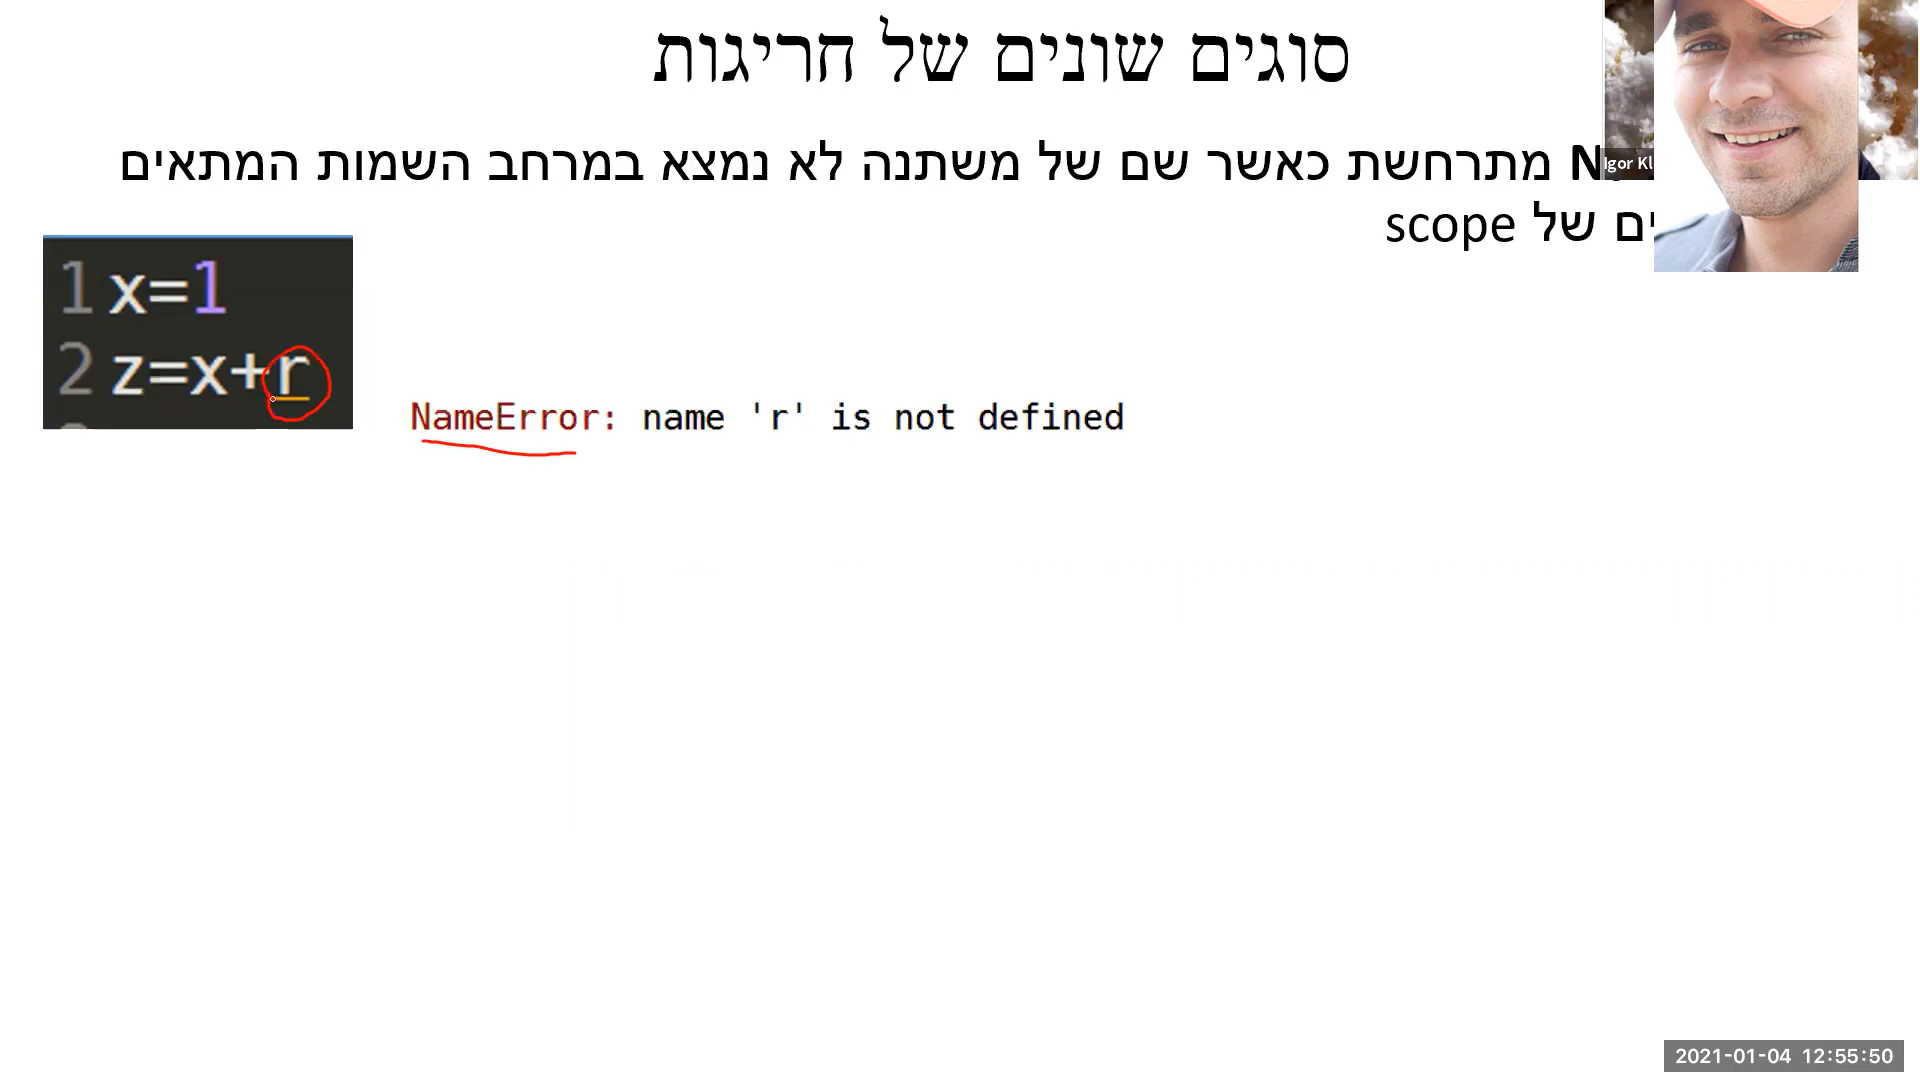 סוגים שונים של חריגות
מתרחשת כאשר שם של משתנה לא נמצא במרחב השמות המתאים
של scope
Igor
1 x=1
2 z=x+r
NameError: name 'r' is not defined
2021-01-04 12:55:50